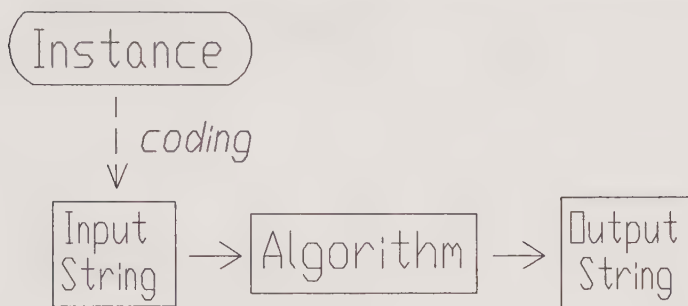 Instance
coding
Input
String
Algorithm
Output
String